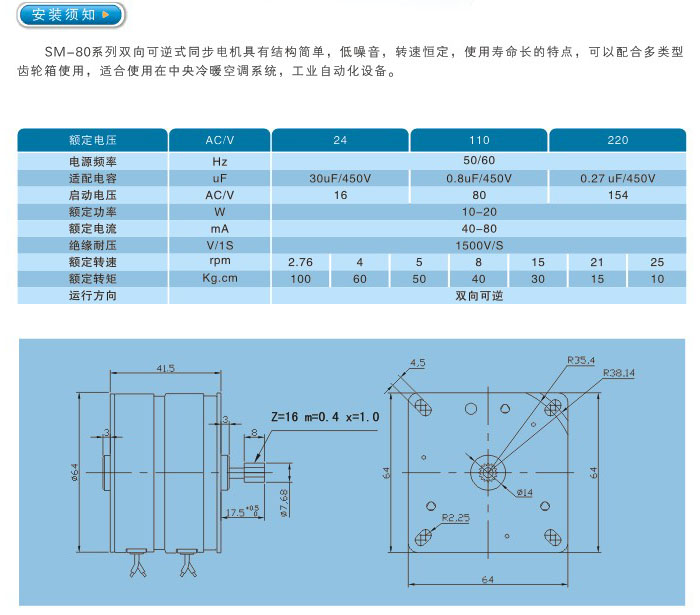 安装须知
SM-80系列双向可逆式同步电机具有结构简单，低噪音，转速恒定，使用寿命长的特点，可以配合多类型
齿轮箱使用，适合使用在中央冷暖空调系统，工业自动化设备。
额定电压 AC/V 24 110 220
电源频率 Hz 50/60
适配电容 uF 30uF/450V 0.8uF/450V 0.27 uF/450V
启动电压 AC/V 16 80 154
额定功率 W 10-20
额定电流 mA 40-80
绝缘耐压 V/1S 1500V/S
额定转速 rpm 2.76 4 5 8 15 21 25
额定转矩 Kg.cm 100 60 50 40 30 15 10
运行方向 双向可逆
41.5
3
3
Z=16 m=0.4 x=1.0
8
ø64
17.5 +0.5 0
ø7.68
4.5
R35.4
R38.14
64
64
ø14
R2.25
64